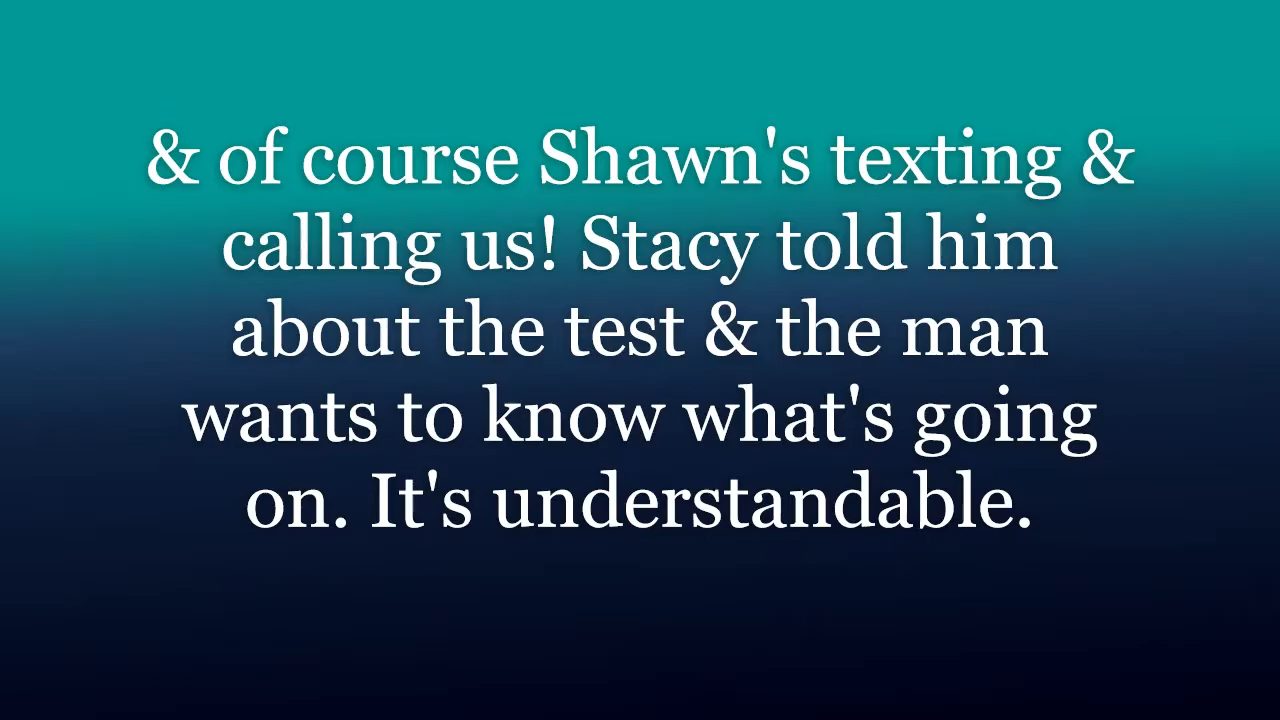 & of course Shawn's texting &
calling us! Stacy told him
about the test & the man
wants to know what's going
on. It's understandable.